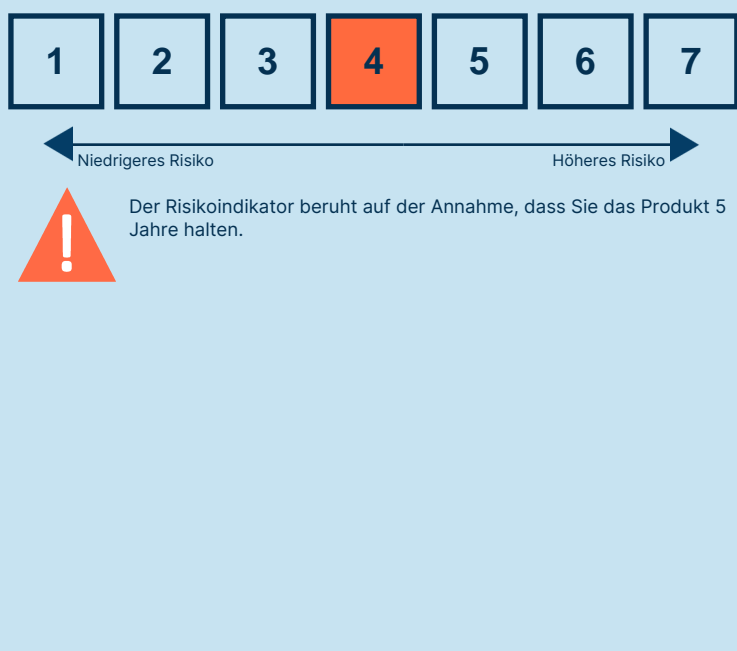 1 2 3 4 5 6 7
Niedrigeres Risiko Höheres Risiko
!
Der Risikoindikator beruht auf der Annahme, dass Sie das Produkt 5
Jahre halten.